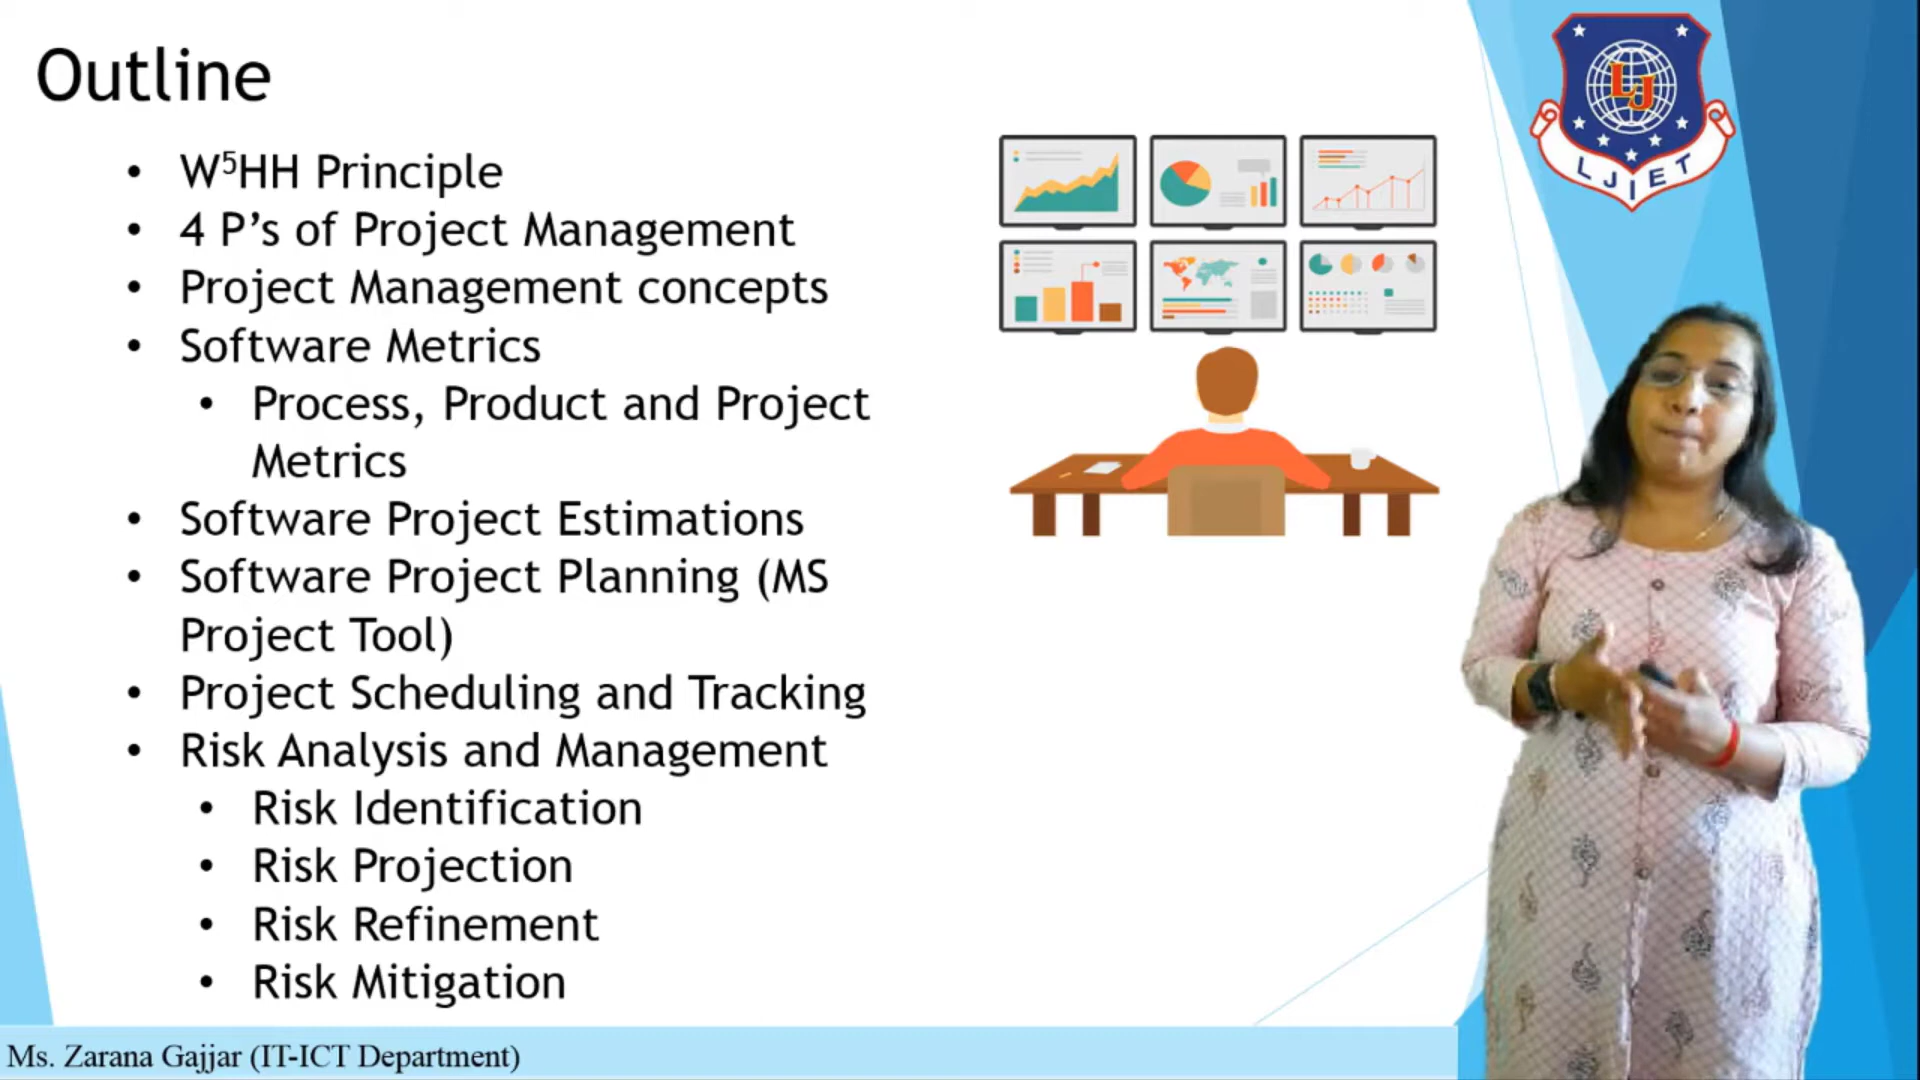 Outline
• W⁵HH Principle
• 4 P’s of Project Management
• Project Management concepts
• Software Metrics
• Process, Product and Project
Metrics
• Software Project Estimations
• Software Project Planning (MS
Project Tool)
• Project Scheduling and Tracking
• Risk Analysis and Management
• Risk Identification
• Risk Projection
• Risk Refinement
• Risk Mitigation
Ms. Zarana Gajjar (IT-ICT Department)
LJ
LJIET